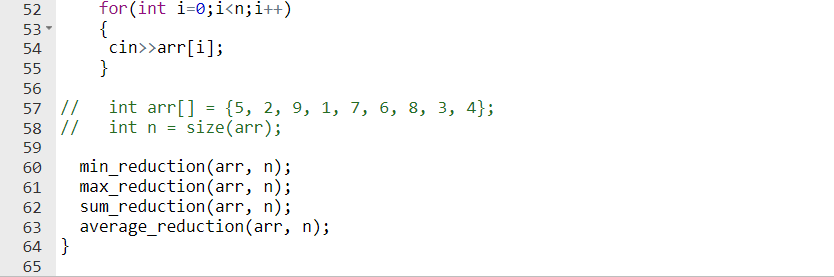 52 for(int i=0;i<n;i++)
53 {
54 cin>>arr[i];
55 }
56
57 // int arr[] = {5, 2, 9, 1, 7, 6, 8, 3, 4};
58 // int n = size(arr);
59
60 min_reduction(arr, n);
61 max_reduction(arr, n);
62 sum_reduction(arr, n);
63 average_reduction(arr, n);
64 }
65